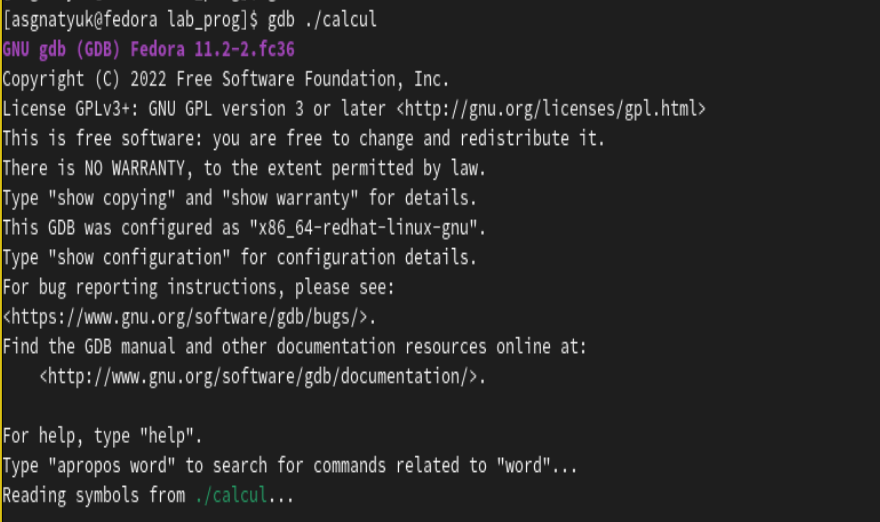 [asgnatyuk@fedora lab_prog]$ gdb ./calcul
GNU gdb (GDB) Fedora 11.2-2.fc36
Copyright (C) 2022 Free Software Foundation, Inc.
License GPLv3+: GNU GPL version 3 or later <http://gnu.org/licenses/gpl.html>
This is free software: you are free to change and redistribute it.
There is NO WARRANTY, to the extent permitted by law.
Type "show copying" and "show warranty" for details.
This GDB was configured as "x86_64-redhat-linux-gnu".
Type "show configuration" for configuration details.
For bug reporting instructions, please see:
<https://www.gnu.org/software/gdb/bugs/>.
Find the GDB manual and other documentation resources online at:
    <http://www.gnu.org/software/gdb/documentation/>.

For help, type "help".
Type "apropos word" to search for commands related to "word"...
Reading symbols from ./calcul...